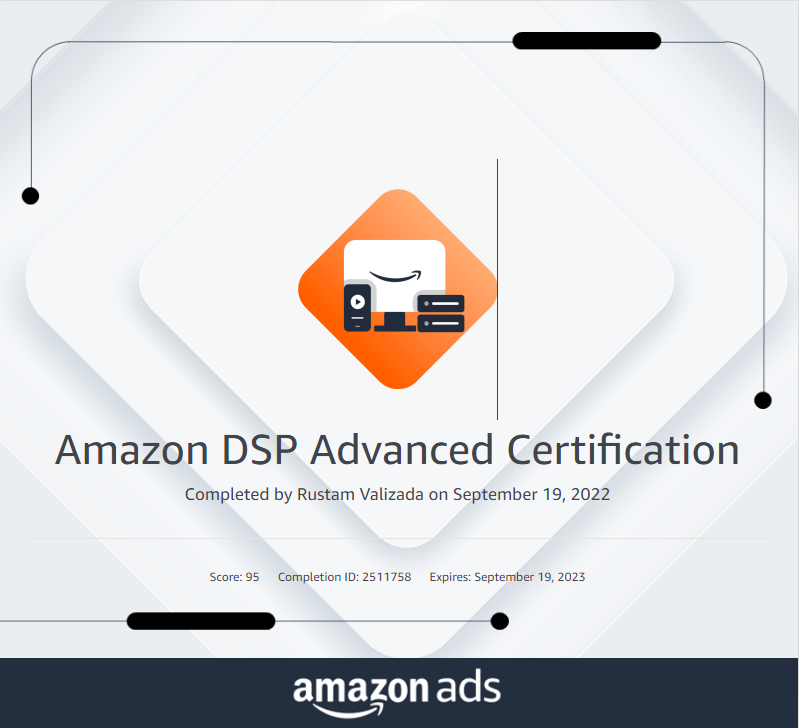 Amazon DSP Advanced Certification
Completed by Rustam Valizada on September 19, 2022
Score: 95 Completion ID: 2511758 Expires: September 19, 2023
amazon ads